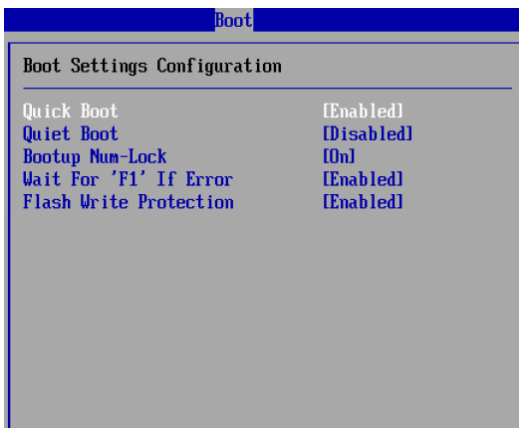 Boot
Boot Settings Configuration
Quick Boot [Enabled]
Quiet Boot [Disabled]
Bootup Num-Lock [On]
Wait For 'F1' If Error [Enabled]
Flash Write Protection [Enabled]